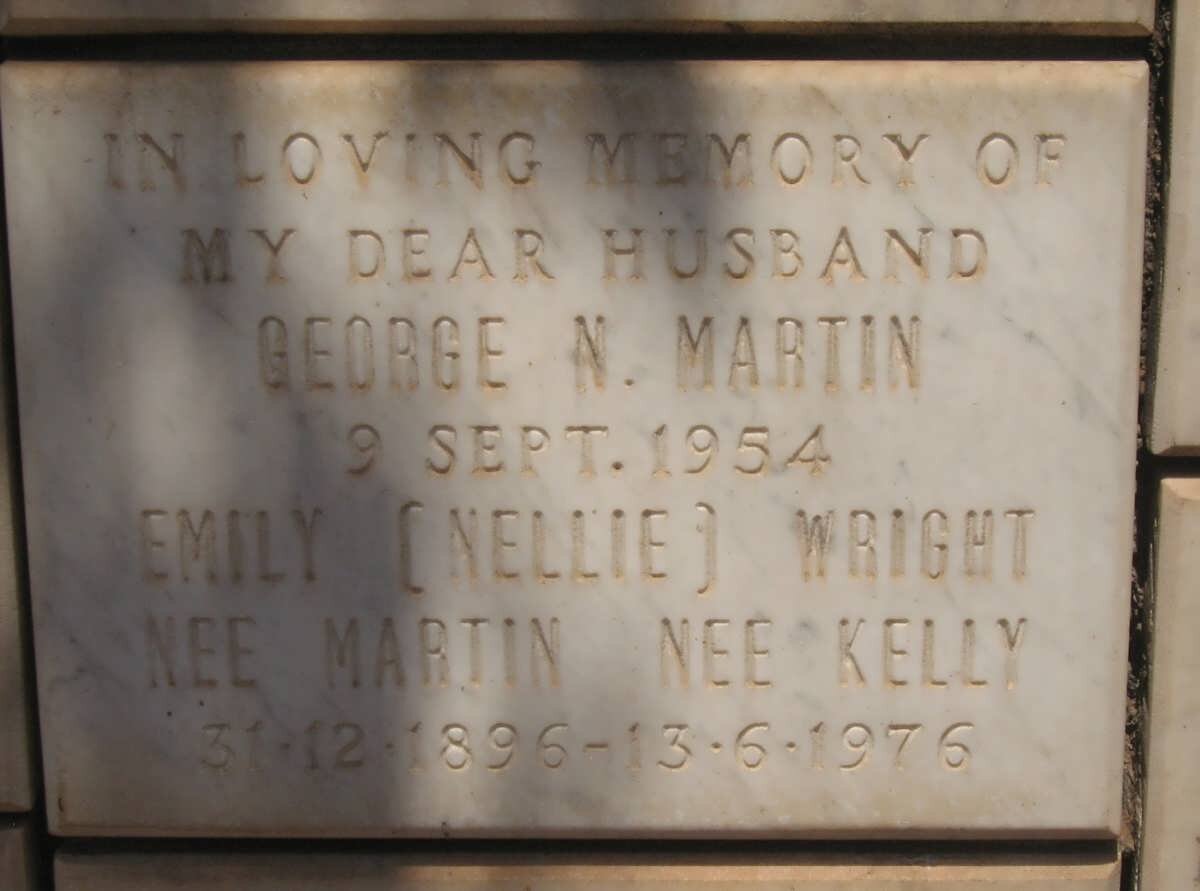 IN LOVING MEMORY OF
MY DEAR HUSBAND
GEORGE N. MARTIN
9 SEPT. 1954
EMILY (NELLIE) WRIGHT
NEE MARTIN NEE KELLY
31·12·1896-13·6·1976